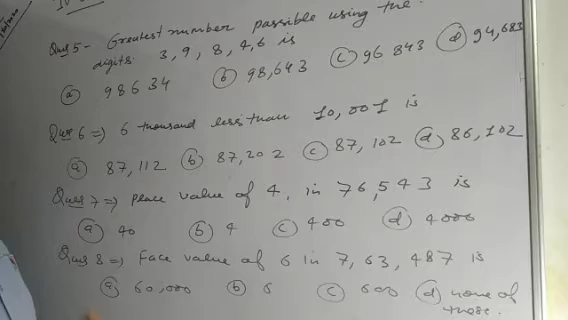 Ques 5 - Greatest number possible using the
digits 3, 9, 8, 4, 6 is
(a) 98634 (b) 98,643 (c) 96843 (d) 94,683
Ques 6 => 6 thousand less than 10,001 is
(a) 87,112 (b) 87,202 (c) 87,102 (d) 86,102
Ques 7 => peace value of 4, in 76,543 is
(a) 40 (b) 4 (c) 400 (d) 4000
Ques 8 => Face value of 6 in 7,63,487 is
(a) 60,000 (b) 6 (c) 600 (d) none of
these.